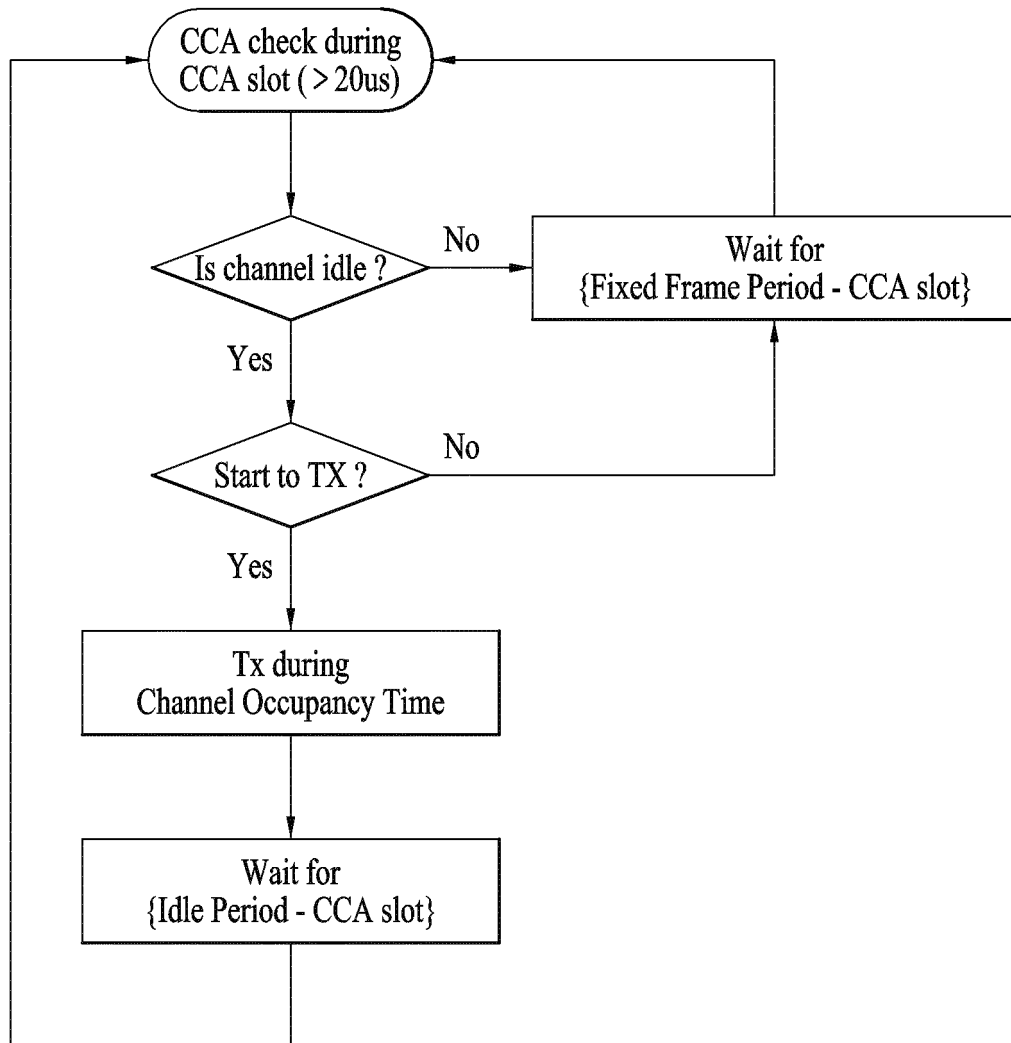 CCA check during
CCA slot ( > 20us)
Is channel idle ?
No
Wait for
{Fixed Frame Period - CCA slot}
Yes
Start to TX ?
No
Yes
Tx during
Channel Occupancy Time
Wait for
{Idle Period - CCA slot}